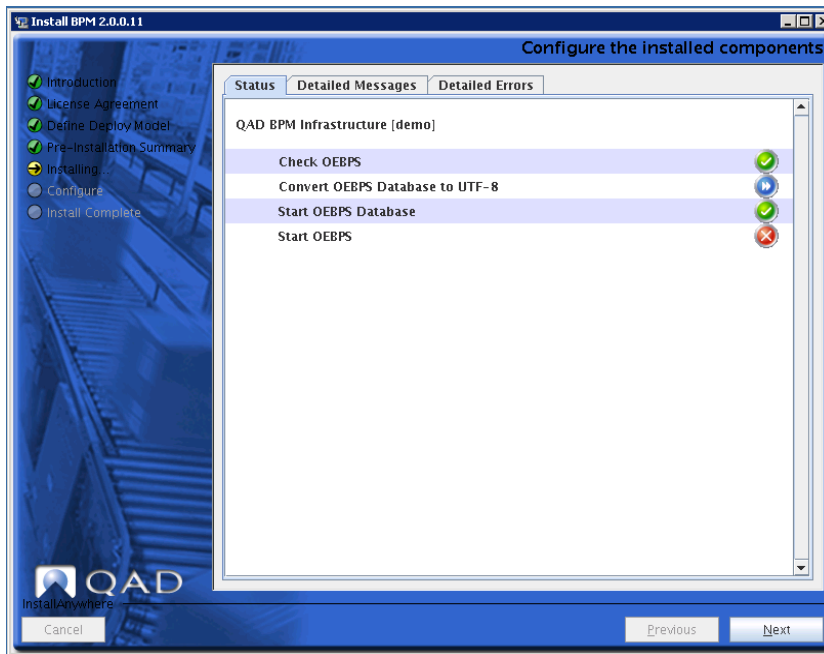 Install BPM 2.0.0.11
Configure the installed components
Introduction
License Agreement
Define Deploy Model
Pre-Installation Summary
Installing...
Configure
Install Complete
Status
Detailed Messages
Detailed Errors
QAD BPM Infrastructure [demo]
Check OEBPS
Convert OEBPS Database to UTF-8
Start OEBPS Database
Start OEBPS
QAD
InstallAnywhere
Cancel
Previous
Next